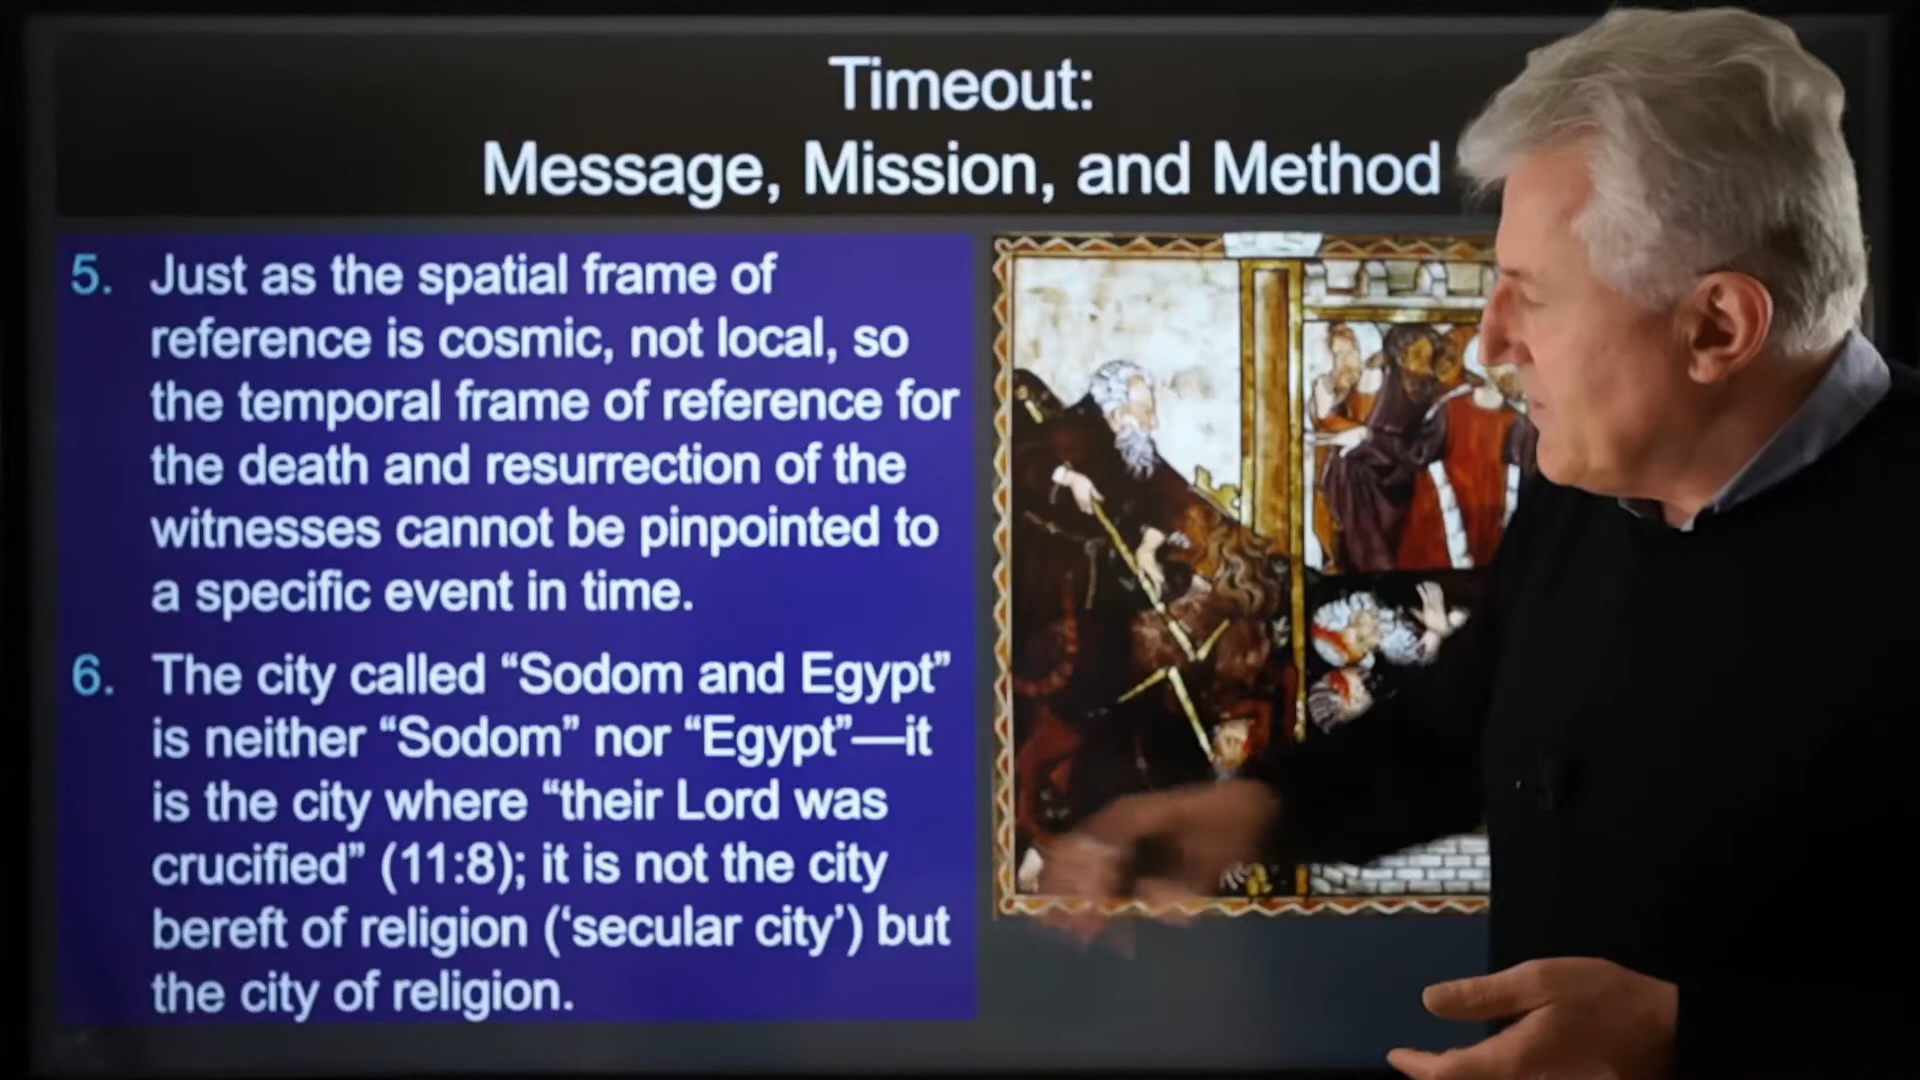 Timeout:
Message, Mission, and Method
5. Just as the spatial frame of
reference is cosmic, not local, so
the temporal frame of reference for
the death and resurrection of the
witnesses cannot be pinpointed to
a specific event in time.
6. The city called “Sodom and Egypt”
is neither “Sodom” nor “Egypt”—it
is the city where “their Lord was
crucified” (11:8); it is not the city
bereft of religion (‘secular city’) but
the city of religion.